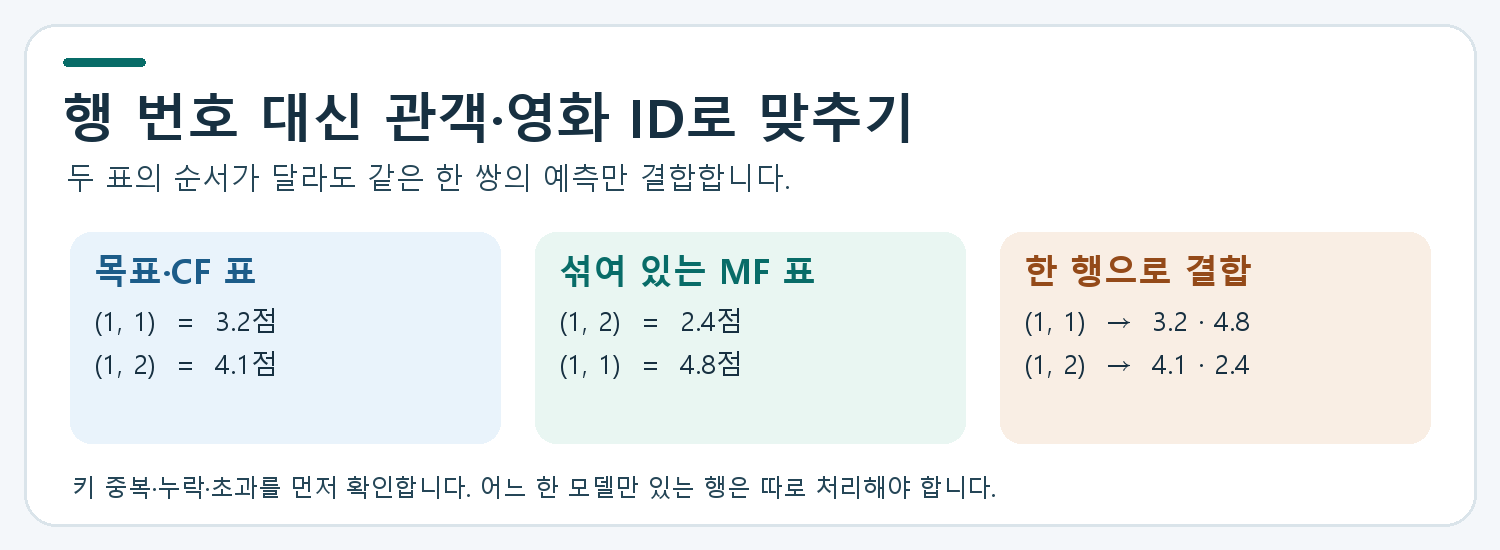 행 번호 대신 관객·영화 ID로 맞추기
두 표의 순서가 달라도 같은 한 쌍의 예측만 결합합니다.
목표·CF 표
(1, 1) = 3.2점
(1, 2) = 4.1점
섞여 있는 MF 표
(1, 2) = 2.4점
(1, 1) = 4.8점
한 행으로 결합
(1, 1) → 3.2 · 4.8
(1, 2) → 4.1 · 2.4
키 중복·누락·초과를 먼저 확인합니다. 어느 한 모델만 있는 행은 따로 처리해야 합니다.